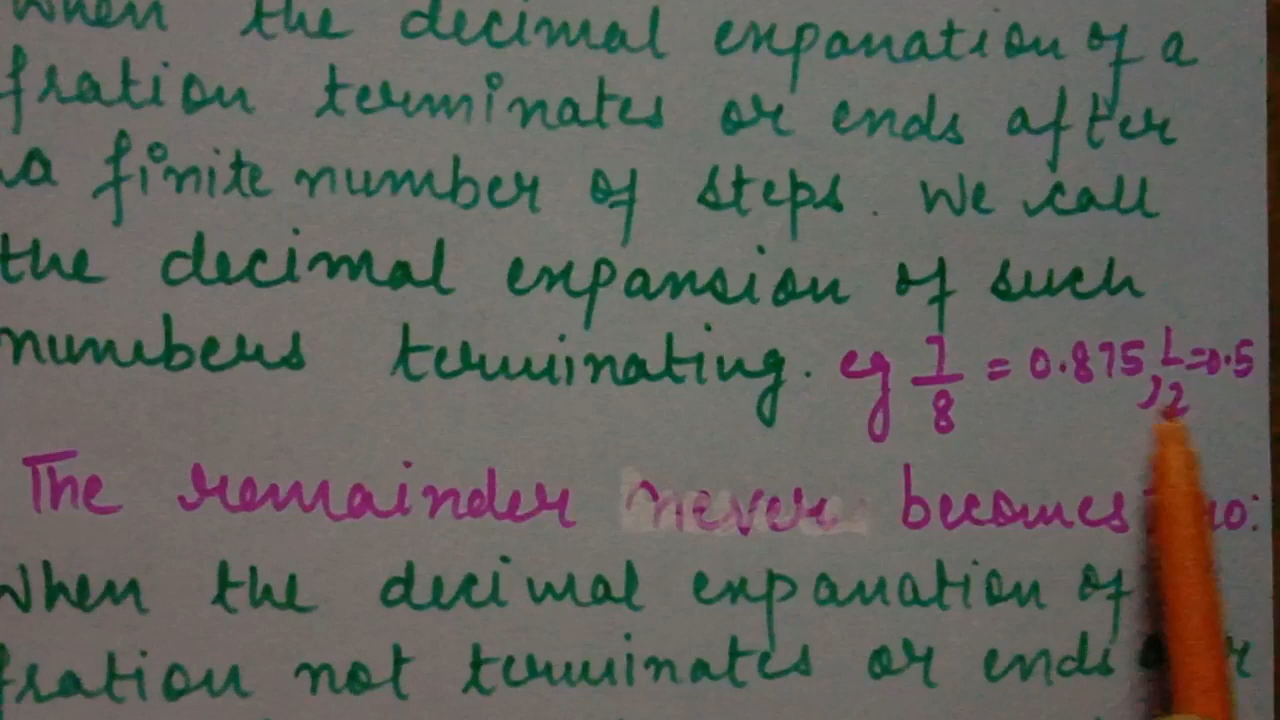 When the decimal expanation of a
fration terminates or ends after
a finite number of steps. We call
the decimal expansion of such
numbers terminating. eg 7/8 = 0.875, 1/2=0.5
The remainder never becomes
When the decimal expanation of
fration not terminates or ends